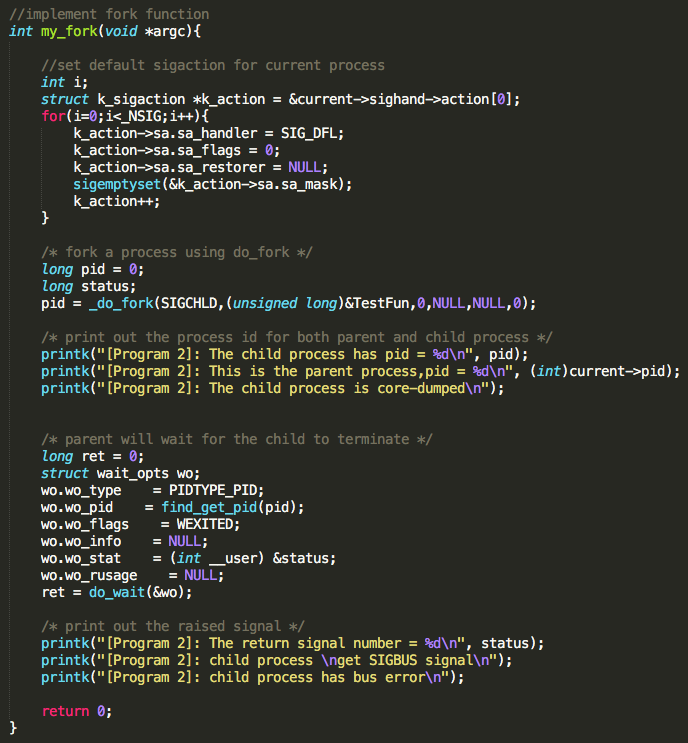 //implement fork function
int my_fork(void *argc){
//set default sigaction for current process
int i;
struct k_sigaction *k_action = &current->sighand->action[0];
for(i=0;i<_NSIG;i++){
k_action->sa.sa_handler = SIG_DFL;
k_action->sa.sa_flags = 0;
k_action->sa.sa_restorer = NULL;
sigemptyset(&k_action->sa.sa_mask);
k_action++;
}
/* fork a process using do_fork */
long pid = 0;
long status;
pid = _do_fork(SIGCHLD,(unsigned long)&TestFun,0,NULL,NULL,0);
/* print out the process id for both parent and child process */
printk("[Program 2]: The child process has pid = %d\n", pid);
printk("[Program 2]: This is the parent process,pid = %d\n", (int)current->pid);
printk("[Program 2]: The child process is core-dumped\n");
/* parent will wait for the child to terminate */
long ret = 0;
struct wait_opts wo;
wo.wo_type    = PIDTYPE_PID;
wo.wo_pid    = find_get_pid(pid);
wo.wo_flags    = WEXITED;
wo.wo_info    = NULL;
wo.wo_stat    = (int __user) &status;
wo.wo_rusage    = NULL;
ret = do_wait(&wo);
/* print out the raised signal */
printk("[Program 2]: The return signal number = %d\n", status);
printk("[Program 2]: child process \nget SIGBUS signal\n");
printk("[Program 2]: child process has bus error\n");
return 0;
}